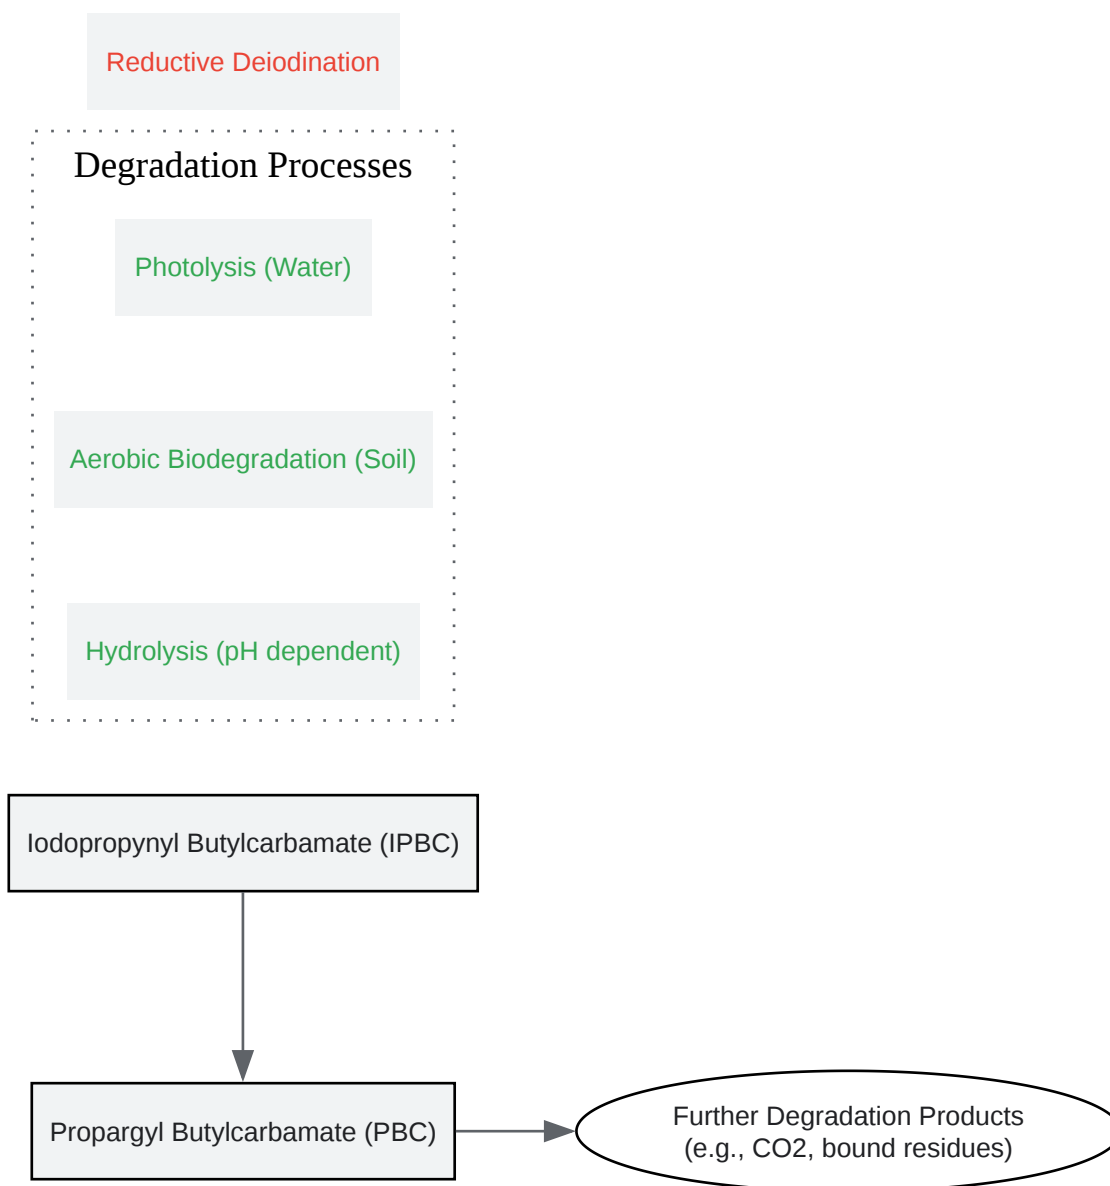 Reductive Deiodination
Degradation Processes
Photolysis (Water)
Aerobic Biodegradation (Soil)
Hydrolysis (pH dependent)
Iodopropynyl Butylcarbamate (IPBC)
Propargyl Butylcarbamate (PBC)
Further Degradation Products
(e.g., CO2, bound residues)